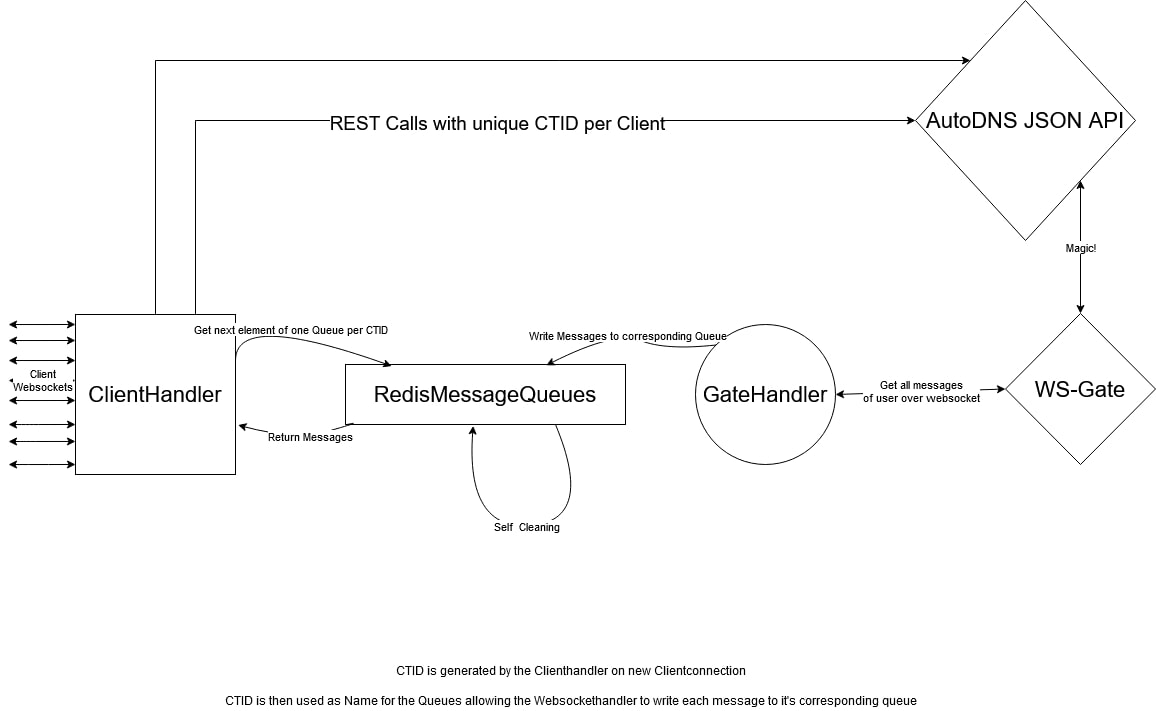 REST Calls with unique CTID per Client
AutoDNS JSON API
Magic!
Get next element of one Queue per CTID
Write Messages to corresponding Queue
Client
Websockets
ClientHandler
RedisMessageQueues
GateHandler
Get all messages
of user over websocket
WS-Gate
Return Messages
Self Cleaning
CTID is generated by the Clienthandler on new Clientconnection
CTID is then used as Name for the Queues allowing the Websockethandler to write each message to it's corresponding queue